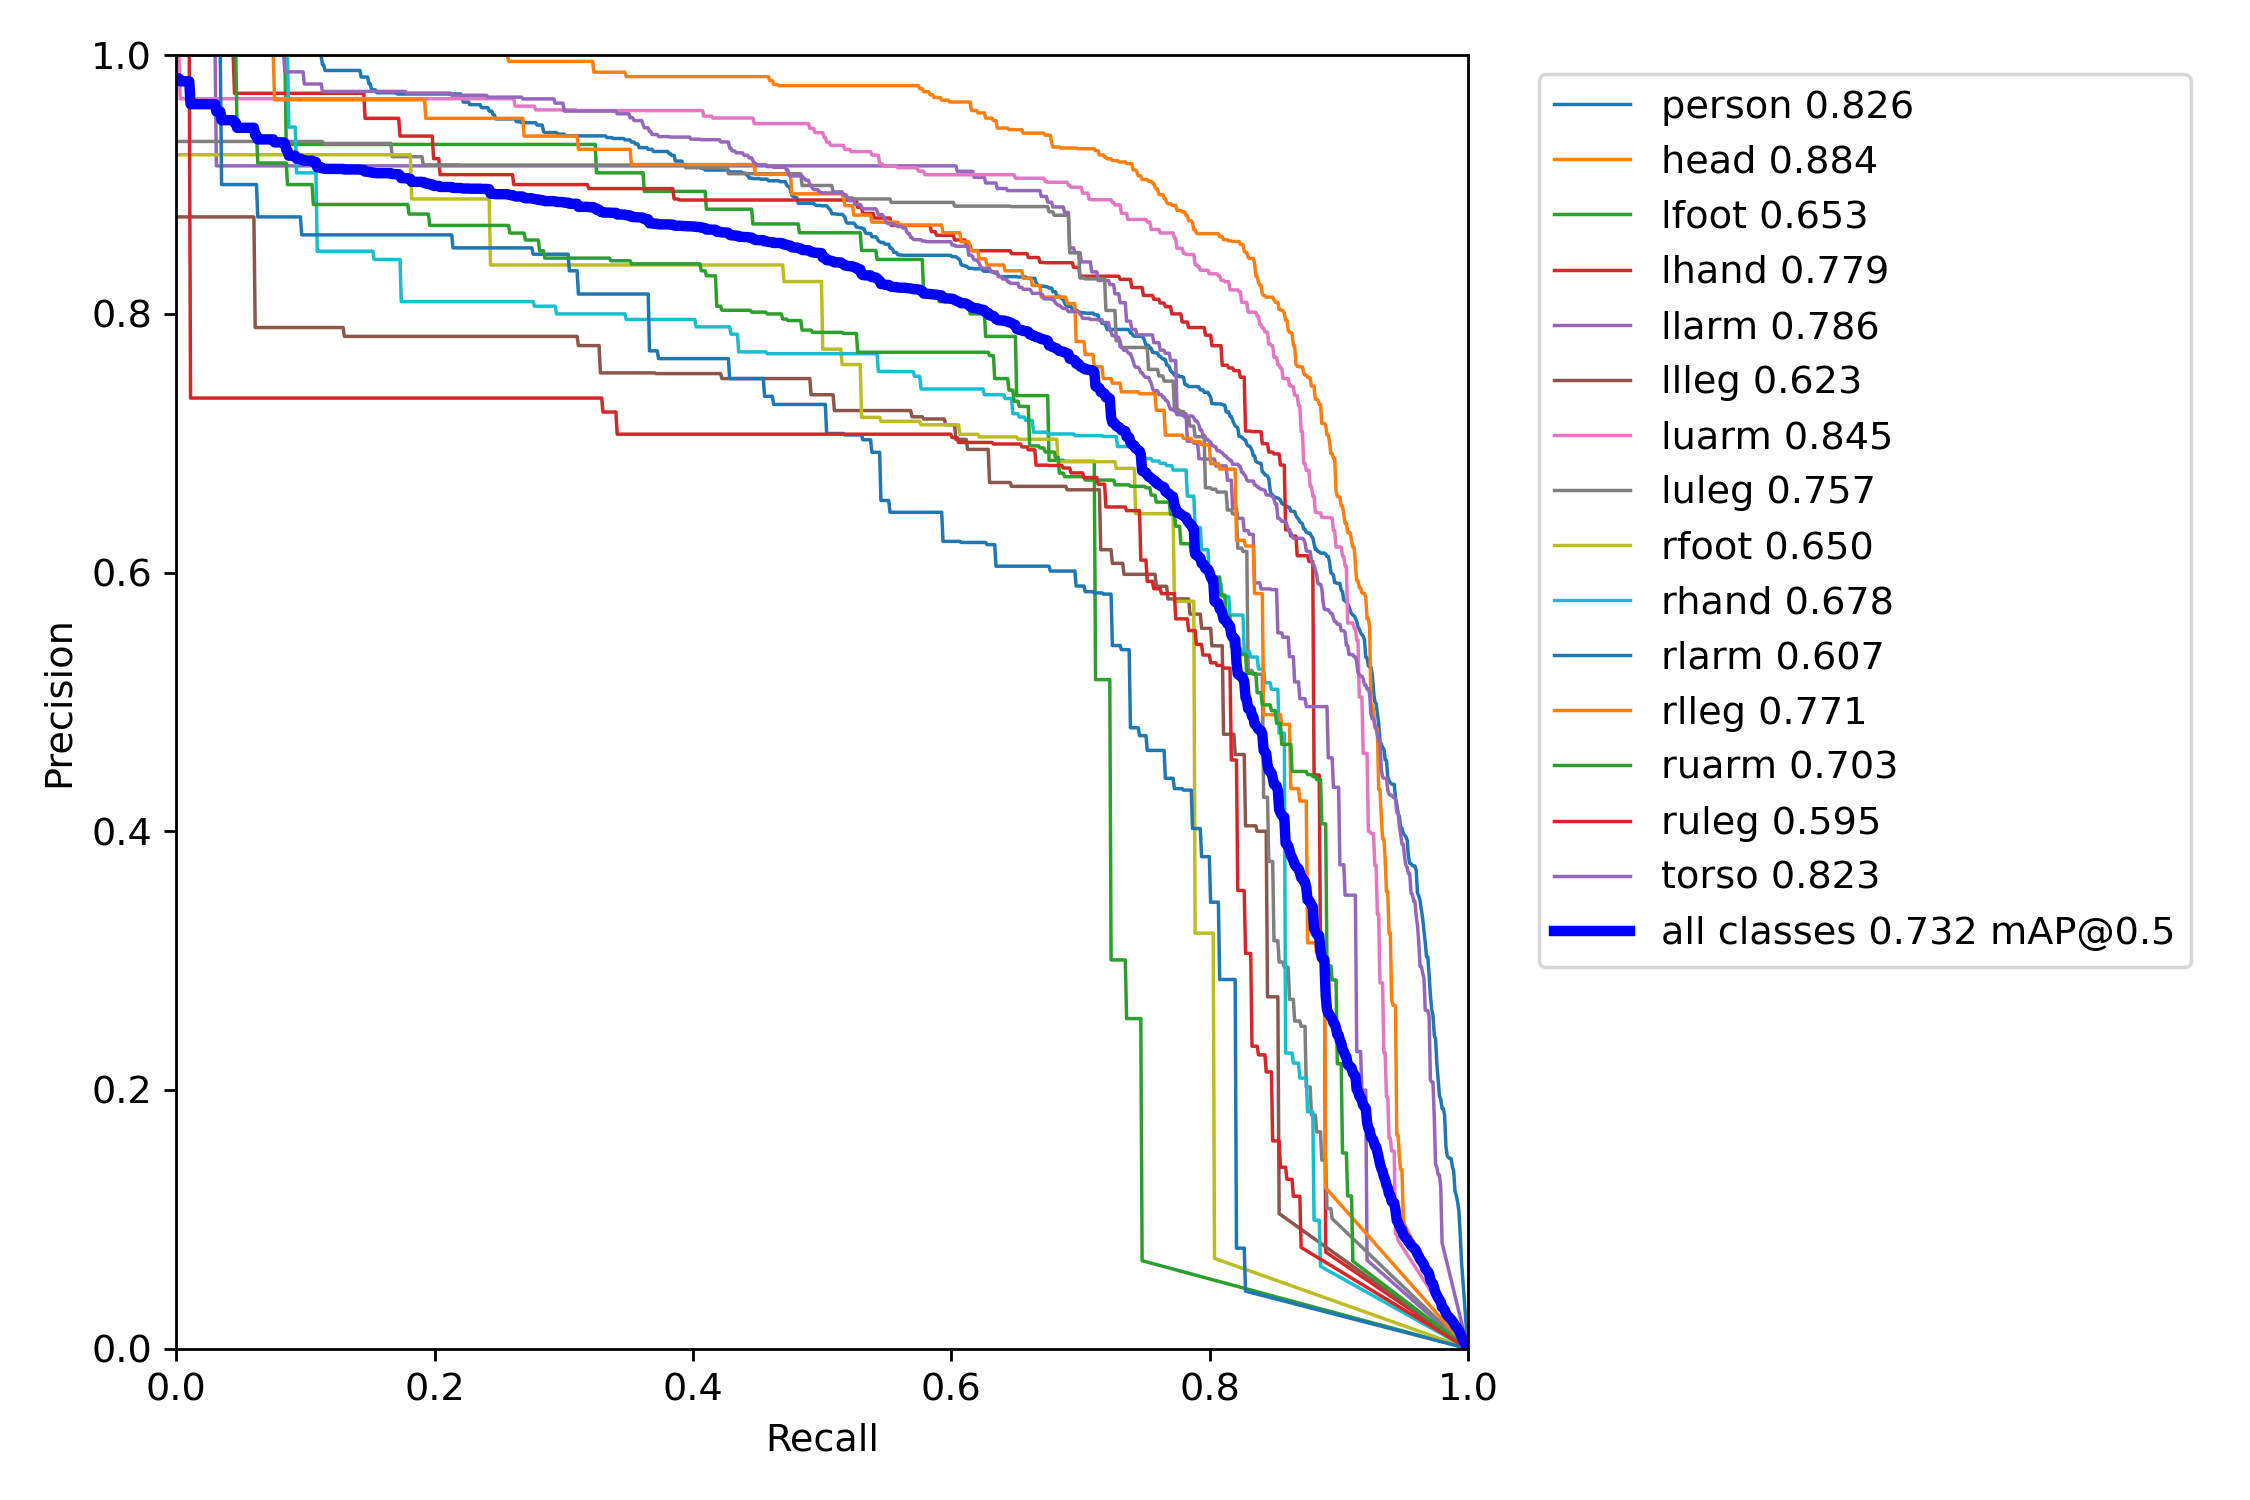 1.0
0.8
0.6
0.4
0.2
0.0
Precision
0.0 0.2 0.4 0.6 0.8 1.0
Recall
person 0.826
head 0.884
lfoot 0.653
lhand 0.779
llarm 0.786
llleg 0.623
luarm 0.845
luleg 0.757
rfoot 0.650
rhand 0.678
rlarm 0.607
rlleg 0.771
ruarm 0.703
ruleg 0.595
torso 0.823
all classes 0.732 mAP@0.5